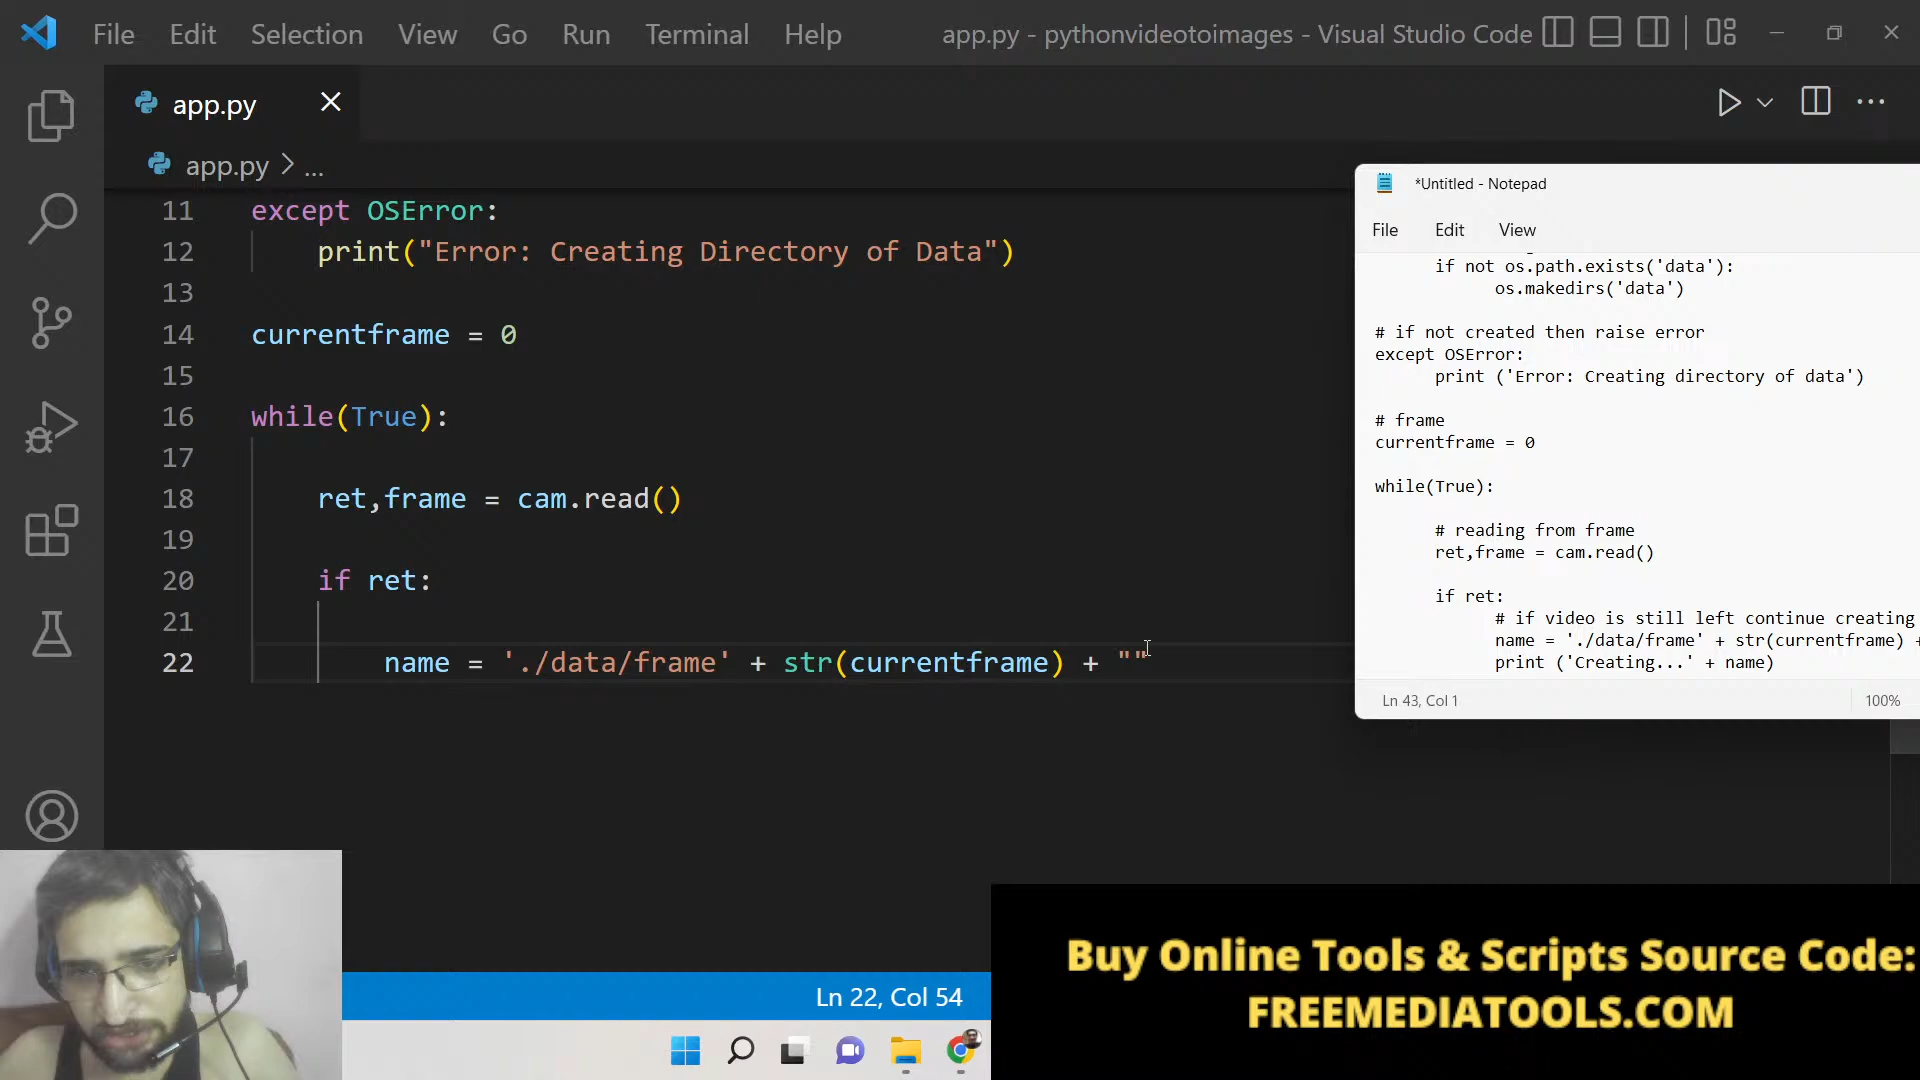 File Edit Selection View Go Run Terminal Help app.py - pythonvideotoimages - Visual Studio Code
app.py
app.py > ...
11 except OSError:
12 print("Error: Creating Directory of Data")
13
14 currentframe = 0
15
16 while(True):
17
18 ret,frame = cam.read()
19
20 if ret:
21
22 name = './data/frame' + str(currentframe) + ""
*Untitled - Notepad
File Edit View
if not os.path.exists('data'):
os.makedirs('data')
# if not created then raise error
except OSError:
print ('Error: Creating directory of data')
# frame
currentframe = 0
while(True):
# reading from frame
ret,frame = cam.read()
if ret:
# if video is still left continue creating
name = './data/frame' + str(currentframe) +
print ('Creating...' + name)
Ln 43, Col 1 100%
Buy Online Tools & Scripts Source Code:
FREEMEDIATOOLS.COM
Ln 22, Col 54